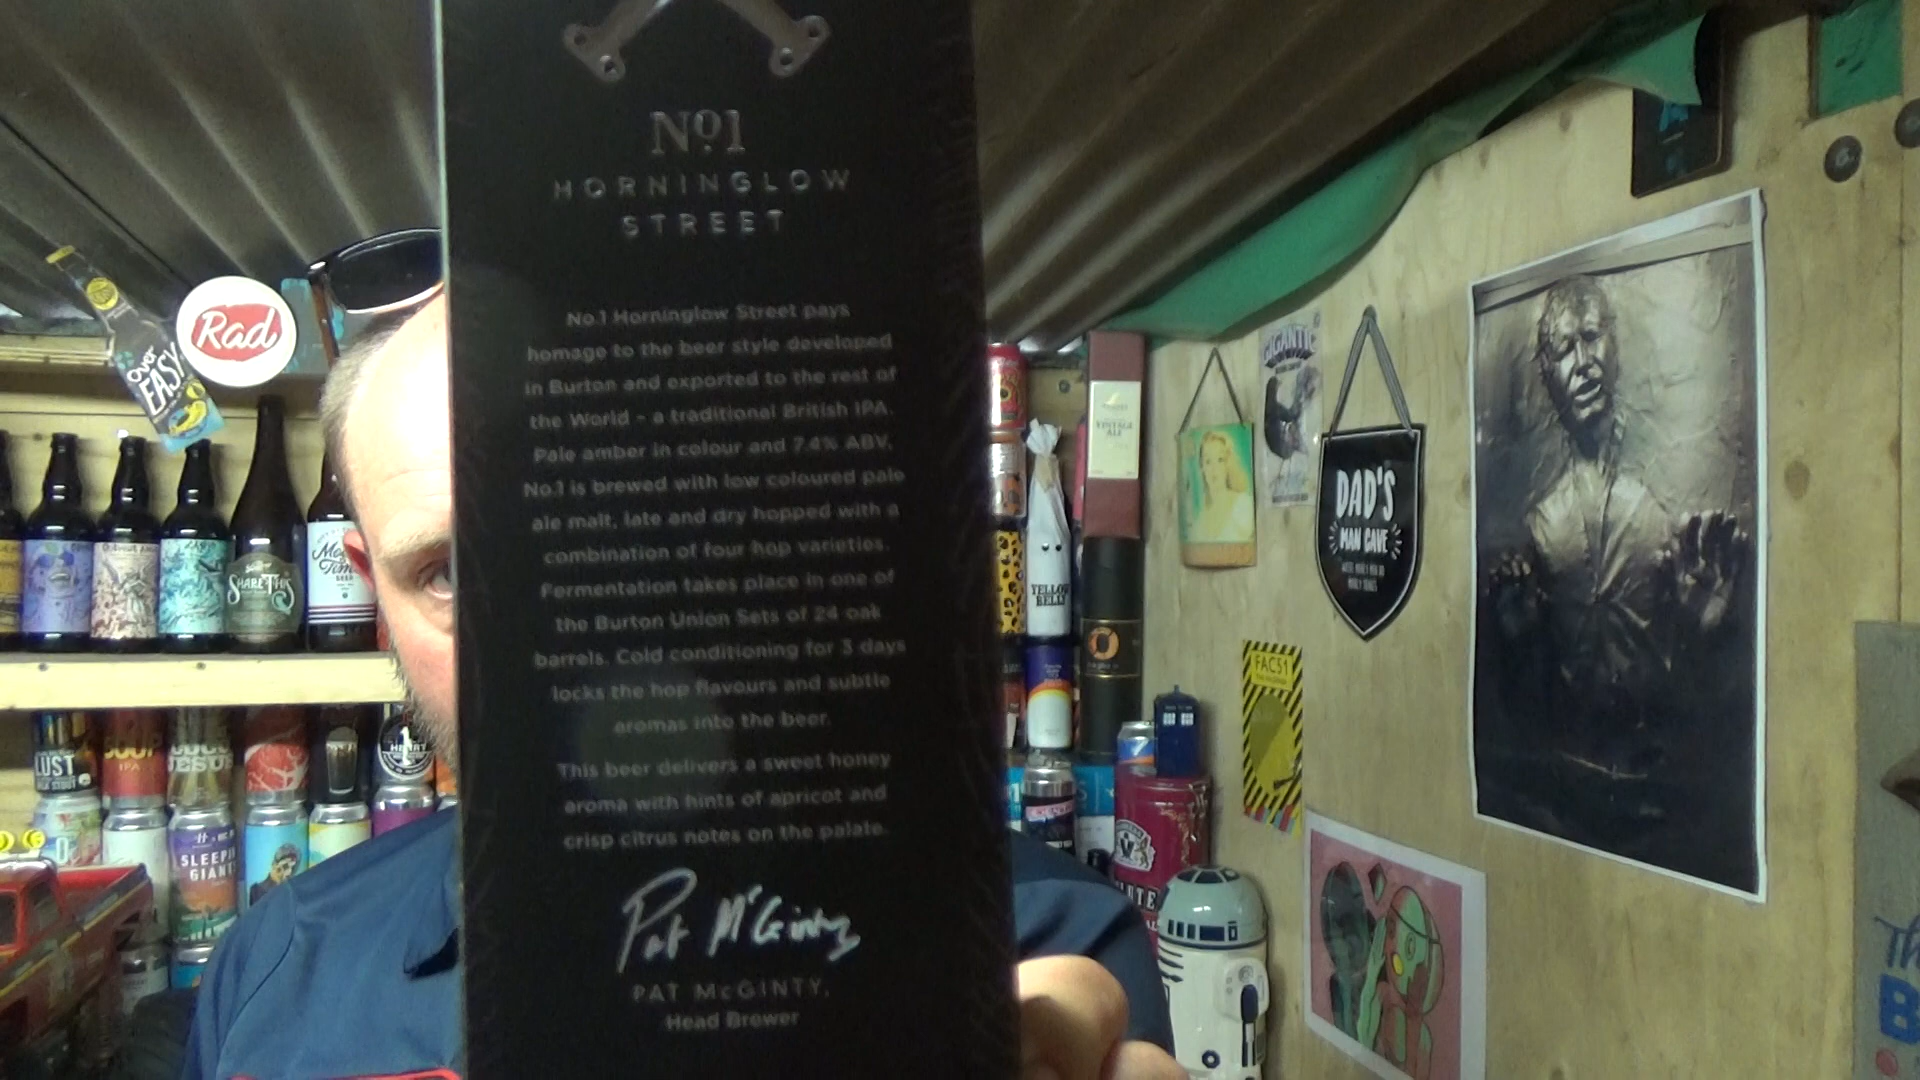 No1
HORNINGLOW
STREET
No.1 Horninglow Street pays
homage to the beer style developed
in Burton and exported to the rest of
the World - a traditional British IPA.
Pale amber in colour and 7.4% ABV,
No.1 is brewed with low coloured pale
ale malt, late and dry hopped with a
combination of four hop varieties.
Fermentation takes place in one of
the Burton Union Sets of 24 oak
barrels. Cold conditioning for 3 days
locks the hop flavours and subtle
aromas into the beer.
This beer delivers a sweet honey
aroma with hints of apricot and
crisp citrus notes on the palate.
Pat McGinty
PAT McGINTY,
Head Brewer
Over
EASY
Rad
SHARE THIS
LUST
SOUP
IPA
JESUS
HENRY
SLEEPIN
GIANT
VINTAGE
ALE
YELLOW
BELLY
GIGANTIC
DAD'S
MAN CAVE
FAC51